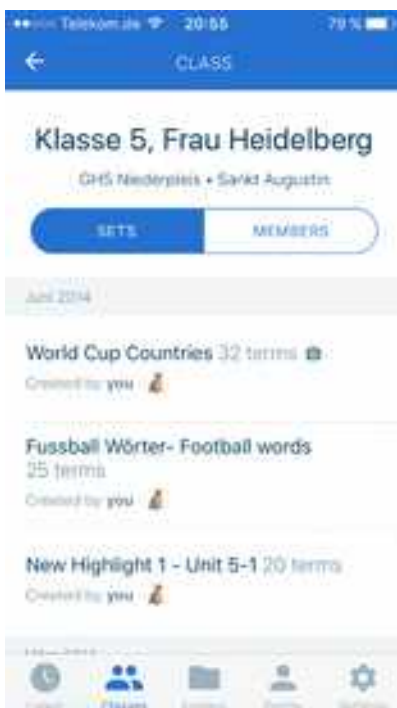 Telekom.de 20:55 79 %
CLASS
Klasse 5, Frau Heidelberg
GHS Niederpleis • Sankt Augustin
SETS MEMBERS
Juni 2014
World Cup Countries 32 terms
Created by you
Fussball Wörter- Football words
25 terms
Created by you
New Highlight 1 - Unit 5-1 20 terms
Created by you
2014
Classes